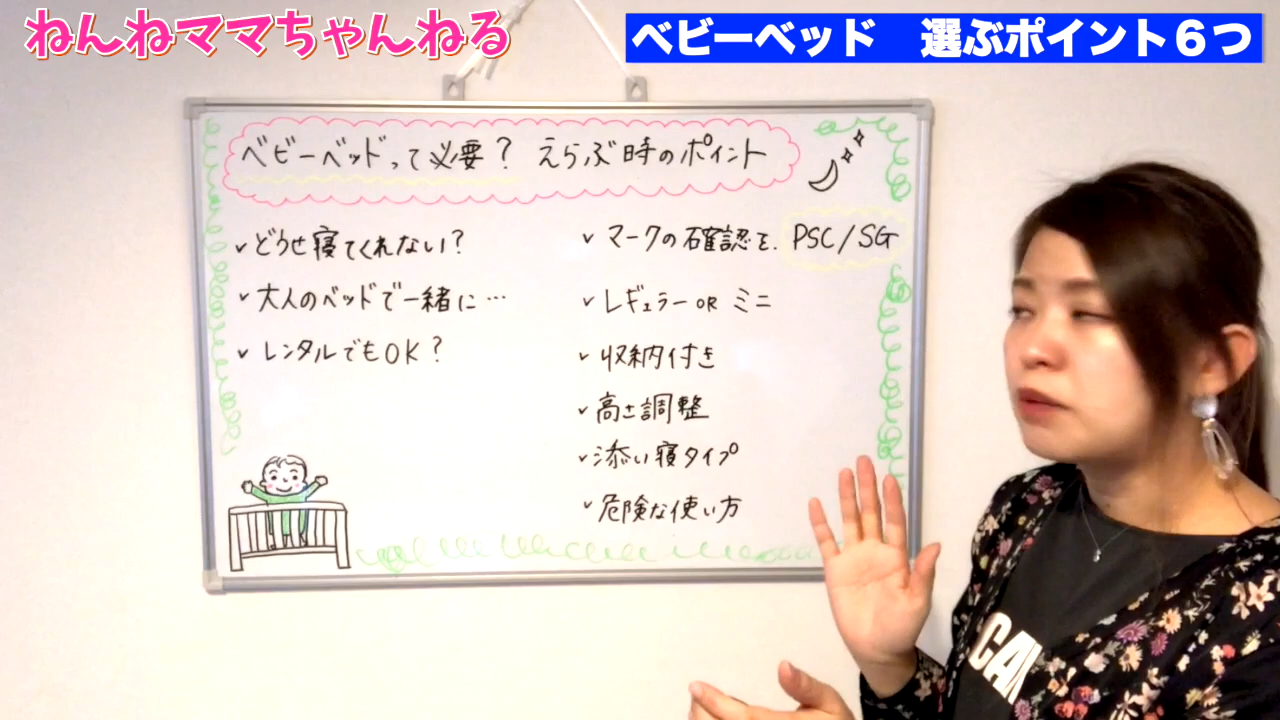 ねんねママちゃんねる
ベビーベッド 選ぶポイント６つ
ベビーベッドって必要？ えらぶ時のポイント
✓どうせ寝てくれない？
✓大人のベッドで一緒に…
✓レンタルでもOK？
✓マークの確認を. PSC/SG
✓レギュラー OR ミニ
✓収納付き
✓高さ調整
✓添い寝タイプ
✓危険な使い方
CAN